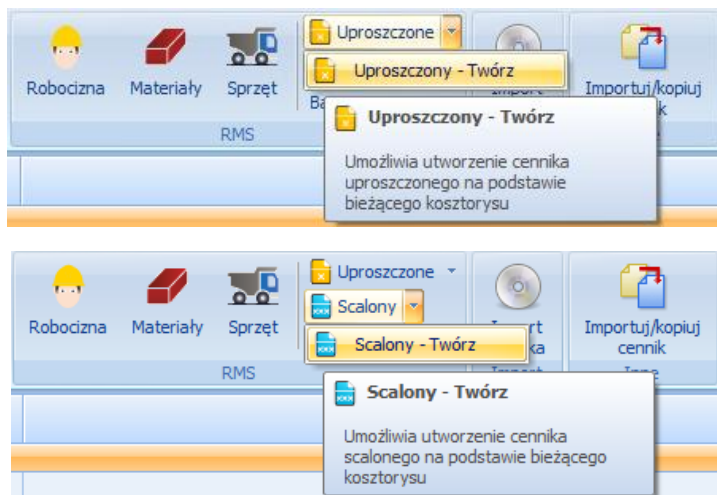 Uproszczone
Uproszczony - Twórz
Robocizna Materiały Sprzęt Importuj/kopiuj
RMS
Uproszczony - Twórz
Umożliwia utworzenie cennika
uproszczonego na podstawie
bieżącego kosztorysu
Uproszczone
Scalony
Robocizna Materiały Sprzęt Importuj/kopiuj
Scalony - Twórz cennik
RMS
Scalony - Twórz
Umożliwia utworzenie cennika
scalonego na podstawie bieżącego
kosztorysu